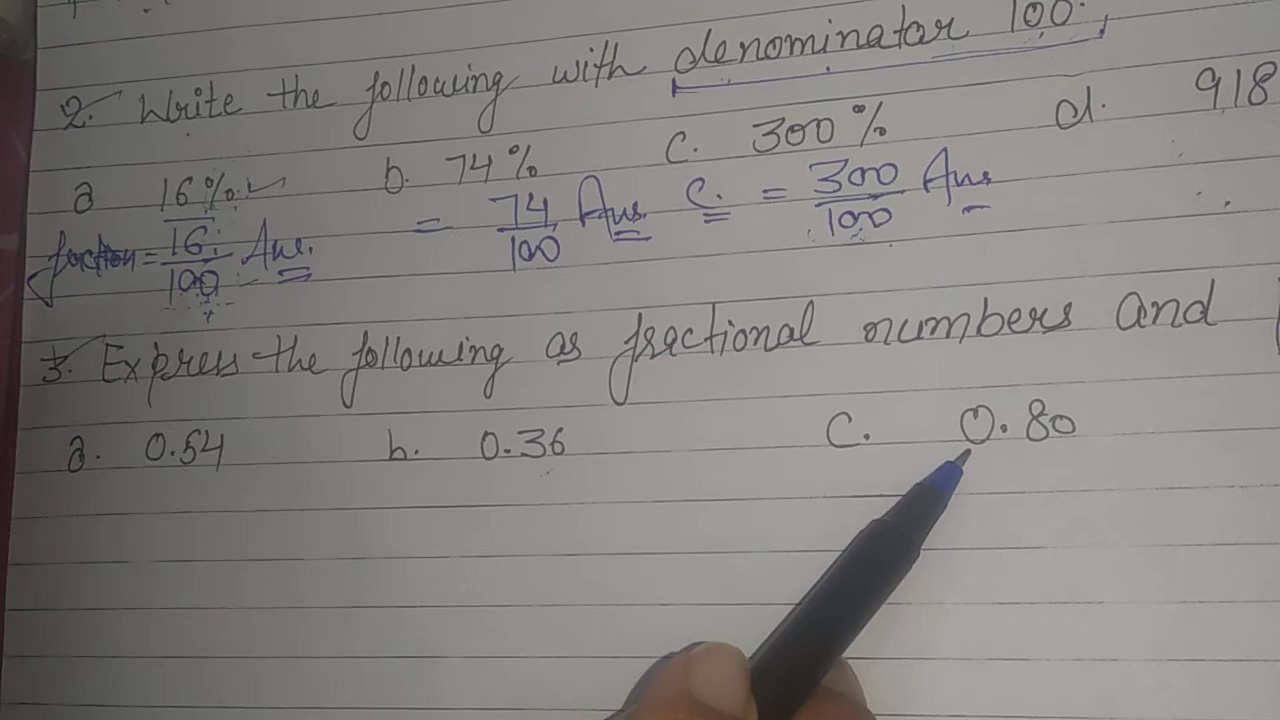 2. Write the following with denominator 100.
a 16% b. 74% c. 300% d. 918
= 16/100 Ans. = 74/100 Ans. C. = 300/100 Ans
3. Express the following as fractional numbers and
a. 0.54 b. 0.36 C. 0.80